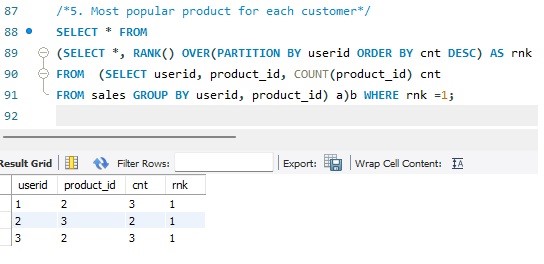 87 /*5. Most popular product for each customer*/
88 SELECT * FROM
89 (SELECT *, RANK() OVER(PARTITION BY userid ORDER BY cnt DESC) AS rnk
90 FROM (SELECT userid, product_id, COUNT(product_id) cnt
91 FROM sales GROUP BY userid, product_id) a)b WHERE rnk =1;
92
Result Grid Filter Rows: Export: Wrap Cell Content: IA
userid product_id cnt rnk
1 2 3 1
2 3 2 1
3 2 3 1